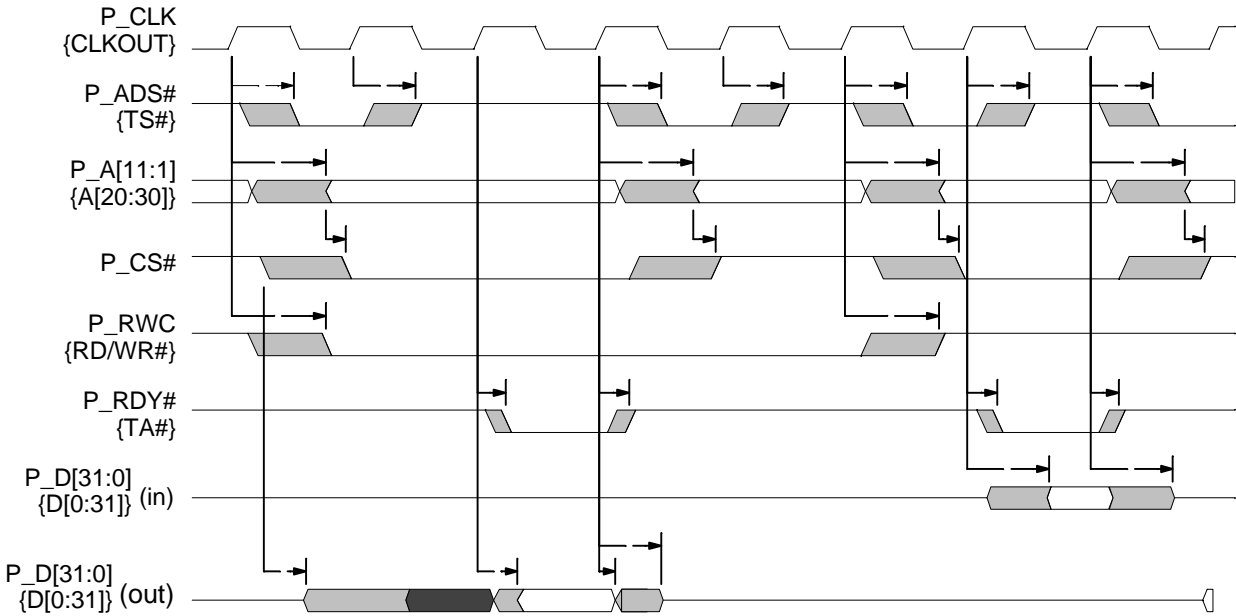 P_CLK
{CLKOUT}
P_ADS#
{TS#}
P_A[11:1]
{A[20:30]}
P_CS#
P_RWC
{RD/WR#}
P_RDY#
{TA#}
P_D[31:0]
{D[0:31]} (in)
P_D[31:0]
{D[0:31]} (out)